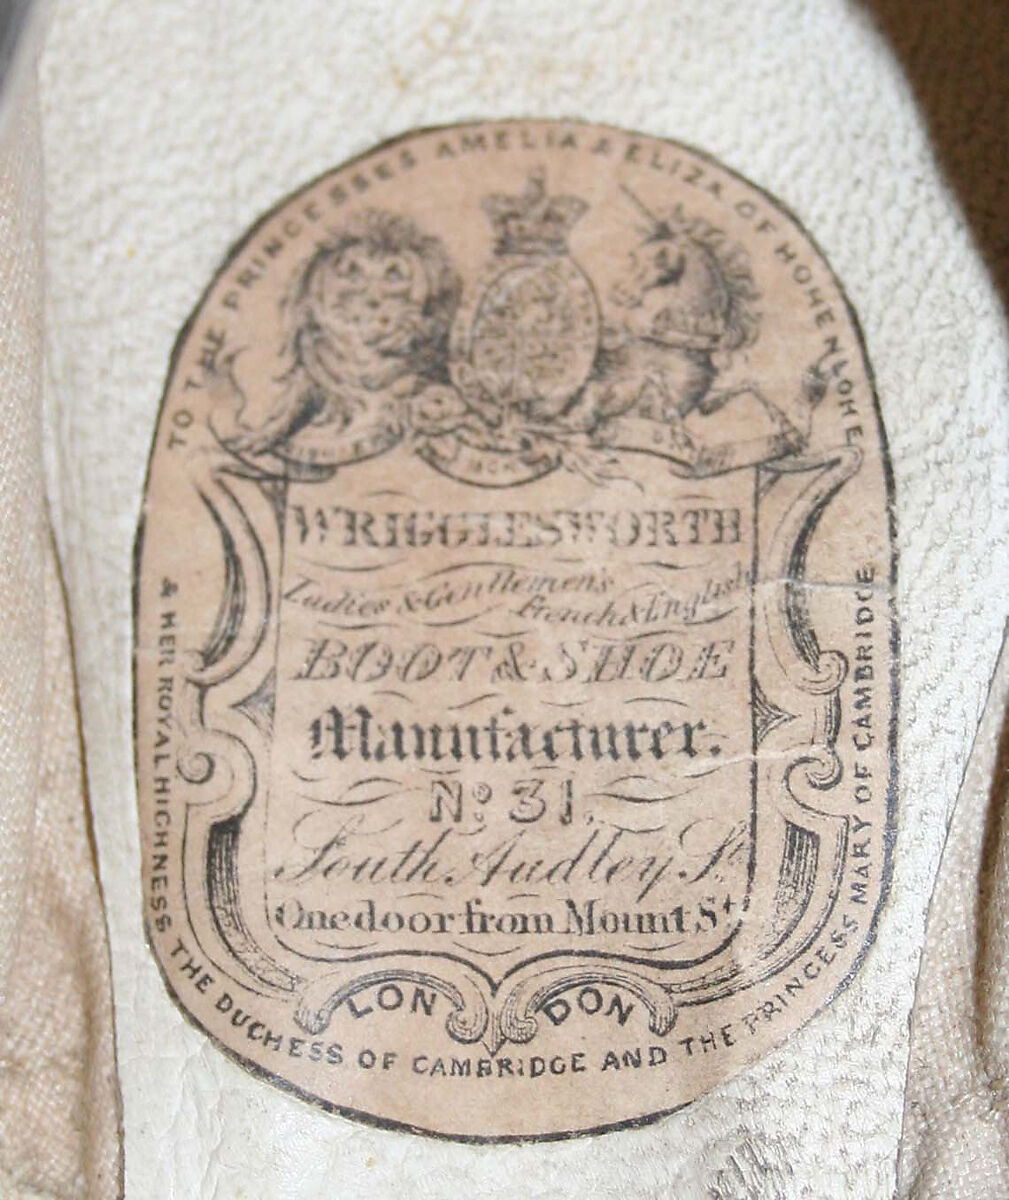 TO THE PRINCESSES AMELIA & ELIZA OF HOHENLOHE
WRIGGLESWORTH
Ladies & Gentlemen's
French & English
BOOT & SHOE
Manufacturer.
No. 31,
South Audley St.
One door from Mount St.
LONDON
& HER ROYAL HIGHNESS THE DUCHESS OF CAMBRIDGE AND THE PRINCESS MARY OF CAMBRIDGE